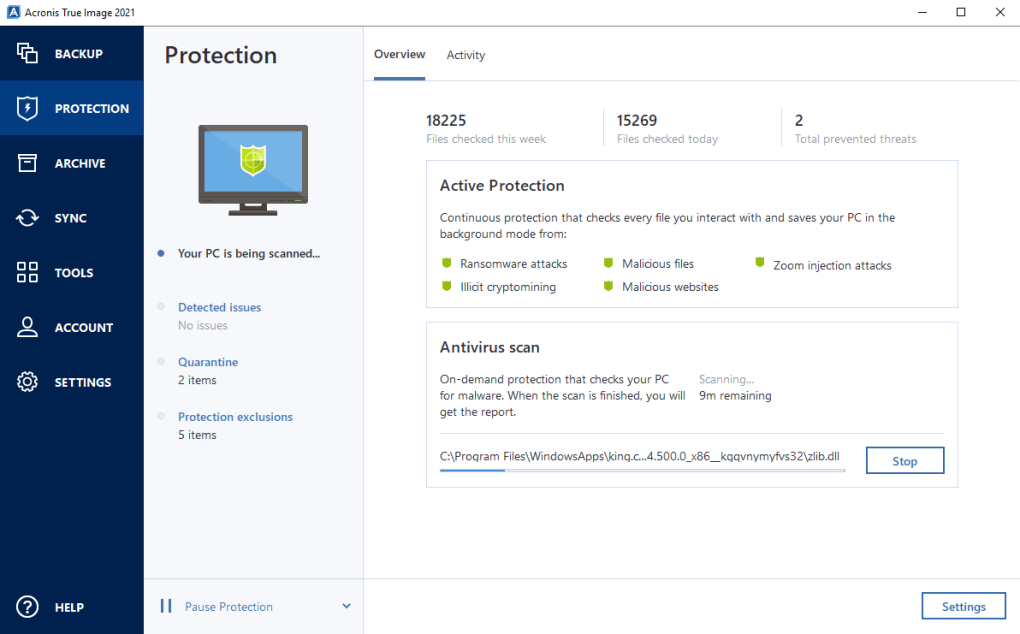 Acronis True Image 2021
BACKUP
PROTECTION
ARCHIVE
SYNC
TOOLS
ACCOUNT
SETTINGS
HELP
Protection
Your PC is being scanned...
Detected issues
No issues
Quarantine
2 items
Protection exclusions
5 items
Pause Protection
Overview Activity
18225 15269 2
Files checked this week Files checked today Total prevented threats
Active Protection
Continuous protection that checks every file you interact with and saves your PC in the
background mode from:
Ransomware attacks Malicious files Zoom injection attacks
Illicit cryptomining Malicious websites
Antivirus scan
On-demand protection that checks your PC Scanning...
for malware. When the scan is finished, you will 9m remaining
get the report.
C:\Program Files\WindowsApps\king.c...4.500.0_x86__kgqvnymyfvs32\zlib.dll Stop
Settings